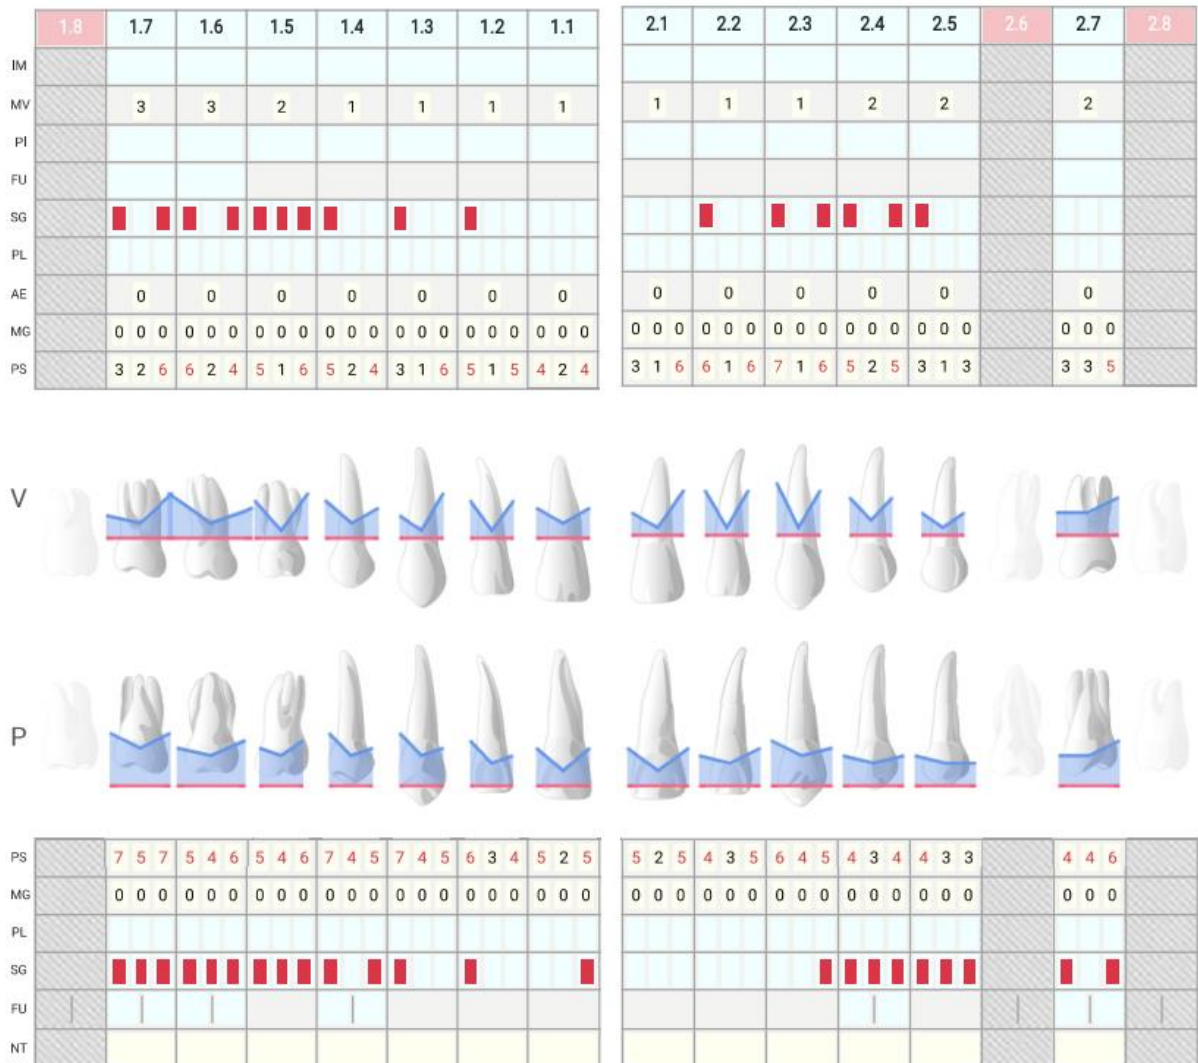 1.8 1.7 1.6 1.5 1.4 1.3 1.2 1.1 2.1 2.2 2.3 2.4 2.5 2.6 2.7 2.8
IM
MV 3 3 2 1 1 1 1 1 1 1 2 2 2
Pl
FU
SG
PL
AE 0 0 0 0 0 0 0 0 0 0 0 0 0
MG 0 0 0 0 0 0 0 0 0 0 0 0 0 0 0 0 0 0 0 0 0 0 0 0 0 0 0 0 0 0 0 0 0 0 0 0 0 0 0
PS 3 2 6 6 2 4 5 1 6 5 2 4 3 1 6 5 1 5 4 2 4 3 1 6 6 1 6 7 1 6 5 2 5 3 1 3 3 3 5
V
P
PS 7 5 7 5 4 6 5 4 6 7 4 5 7 4 5 6 3 4 5 2 5 5 2 5 4 3 5 6 4 5 4 3 4 4 3 3 4 4 6
MG 0 0 0 0 0 0 0 0 0 0 0 0 0 0 0 0 0 0 0 0 0 0 0 0 0 0 0 0 0 0 0 0 0 0 0 0 0 0 0
PL
SG
FU
NT